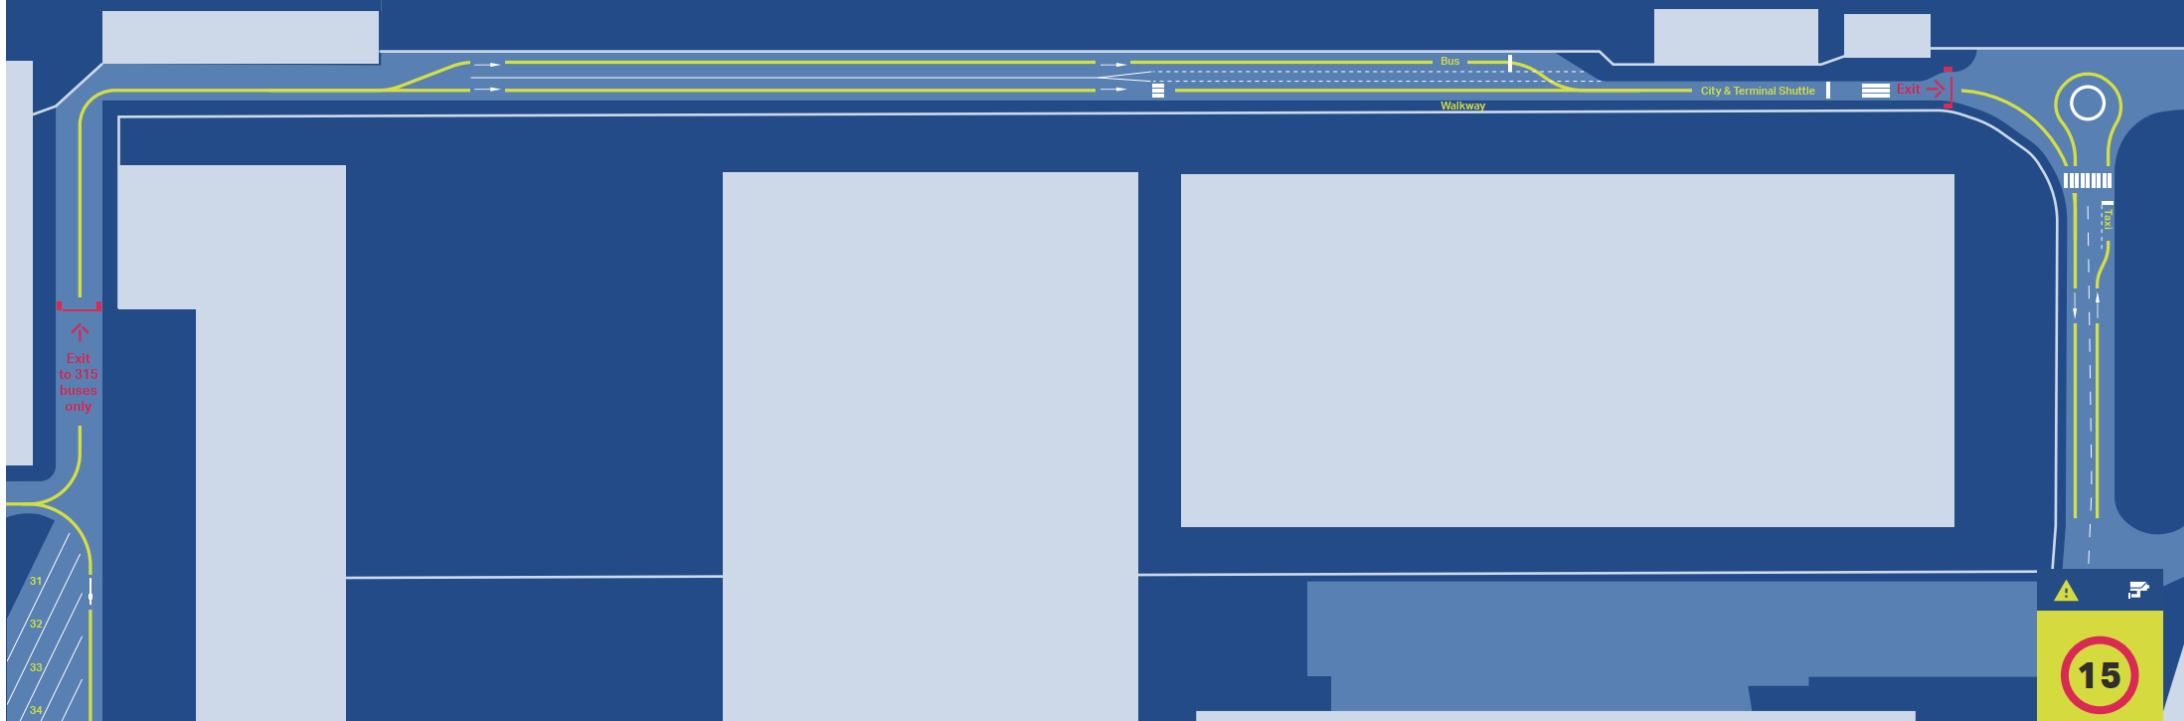 Bus
City & Terminal Shuttle
Exit
Walkway
Taxi
Exit
to 315
buses
only
31
32
33
34
15